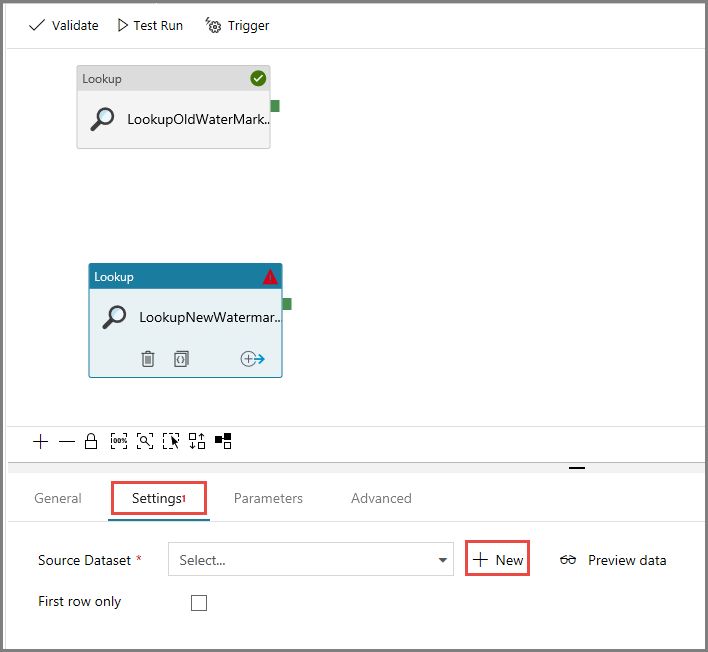 Validate Test Run Trigger
Lookup
LookupOldWaterMark..
Lookup
LookupNewWatermar..
100%
General Settings1 Parameters Advanced
Source Dataset * Select... New Preview data
First row only